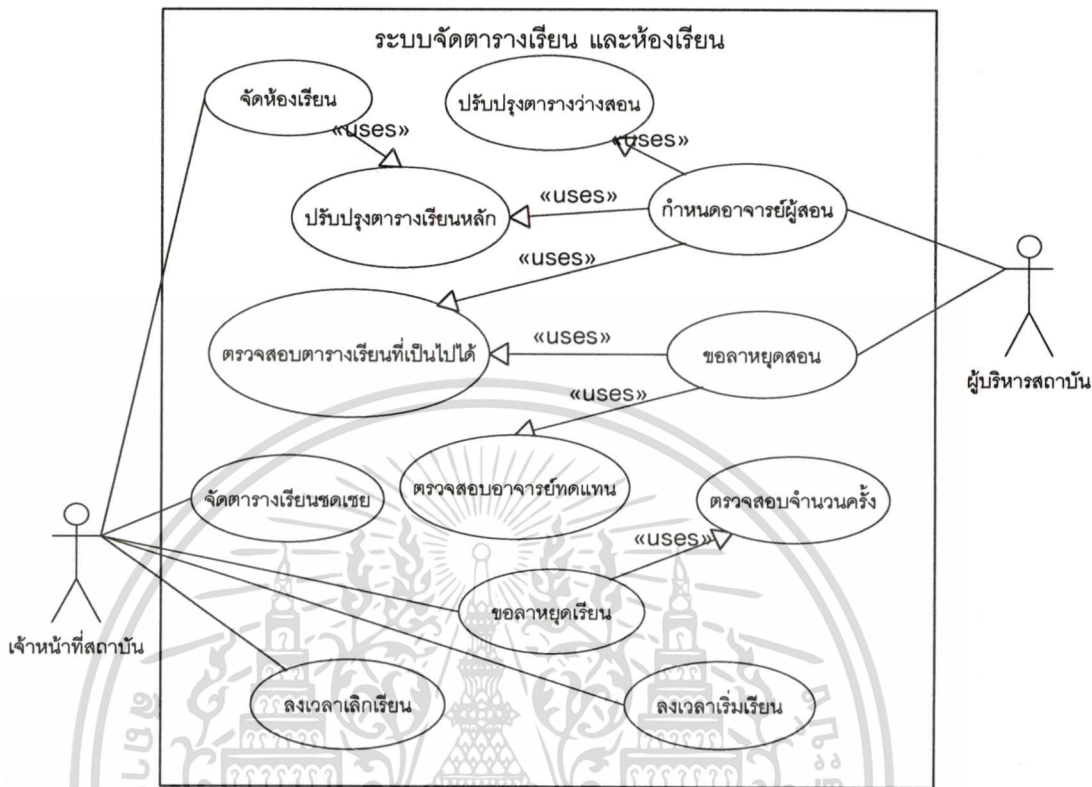 ระบบจัดตารางเรียน และห้องเรียน
จัดห้องเรียน
ปรับปรุงตารางว่างสอน
«uses»
«uses»
ปรับปรุงตารางเรียนหลัก
«uses»
กำหนดอาจารย์ผู้สอน
«uses»
ตรวจสอบตารางเรียนที่เป็นไปได้
«uses»
ขอลาหยุดสอน
ผู้บริหารสถาบัน
«uses»
จัดตารางเรียนชดเชย
ตรวจสอบอาจารย์ทดแทน
ตรวจสอบจำนวนครั้ง
«uses»
ขอลาหยุดเรียน
เจ้าหน้าที่สถาบัน
ลงเวลาเลิกเรียน
ลงเวลาเริ่มเรียน